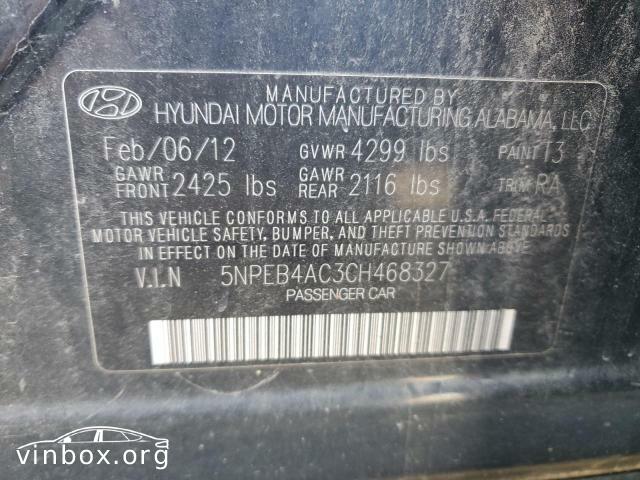 MANUFACTURED BY
HYUNDAI MOTOR MANUFACTURING ALABAMA, LLC
Feb/06/12 GVWR 4299 lbs PAINT T3
GAWR FRONT 2425 lbs GAWR REAR 2116 lbs TRIM RA
THIS VEHICLE CONFORMS TO ALL APPLICABLE U.S.A. FEDERAL
MOTOR VEHICLE SAFETY, BUMPER, AND THEFT PREVENTION STANDARDS
IN EFFECT ON THE DATE OF MANUFACTURE SHOWN ABOVE
V.I.N 5NPEB4AC3CH468327
PASSENGER CAR
vinbox.org